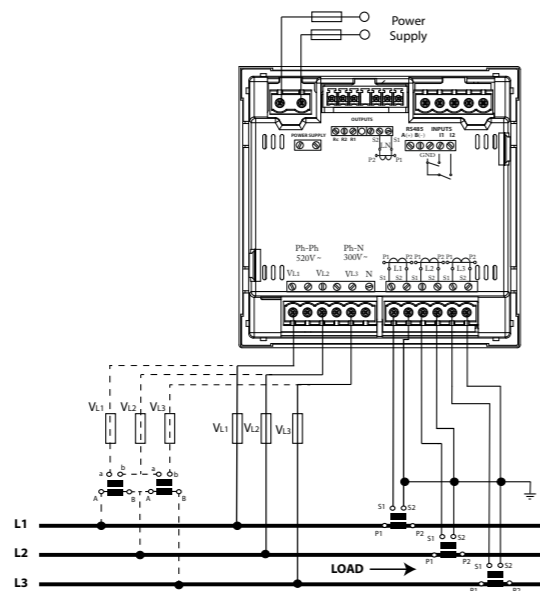 Power
Supply
OUTPUTS
POWER SUPPLY
Rc R2 R1
S2 S1
LN
P2 P1
RS485 INPUTS
A(+) B(-) I1 I2
GND
Ph-Ph Ph-N
520V~ 300V~
P1 P2 P1 P2 P1 P2
L1 L2 L3
S1 S2 S1 S2 S1 S2
VL1 VL2 VL3 N
VL1 VL2 VL3
VL1 VL2 VL3
a b a b
A B A B
S1 S2
L1
P1 P2
S1 S2
L2
P1 P2
LOAD
S1 S2
L3
P1 P2